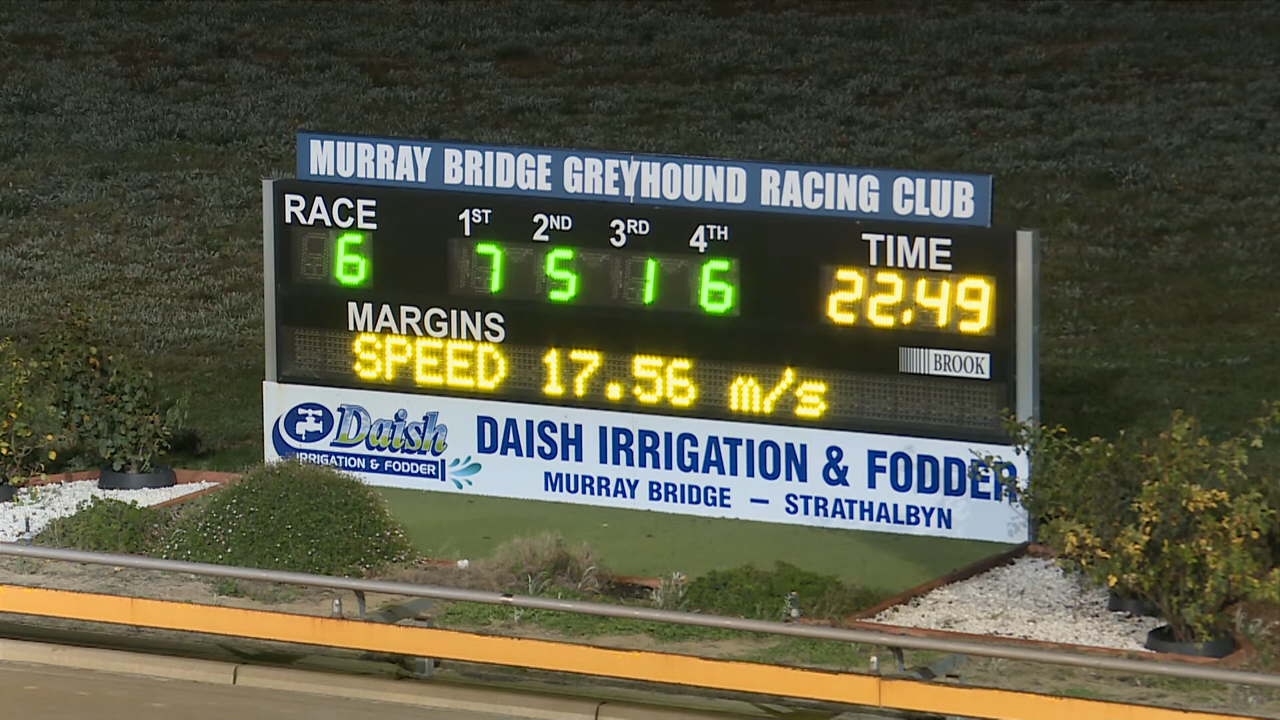 MURRAY BRIDGE GREYHOUND RACING CLUB
RACE 1ST 2ND 3RD 4TH TIME
6 7 5 1 6 22.49
MARGINS
BROOK
SPEED 17.56 m/s
Daish
IRRIGATION & FODDER
DAISH IRRIGATION & FODDER
MURRAY BRIDGE – STRATHALBYN